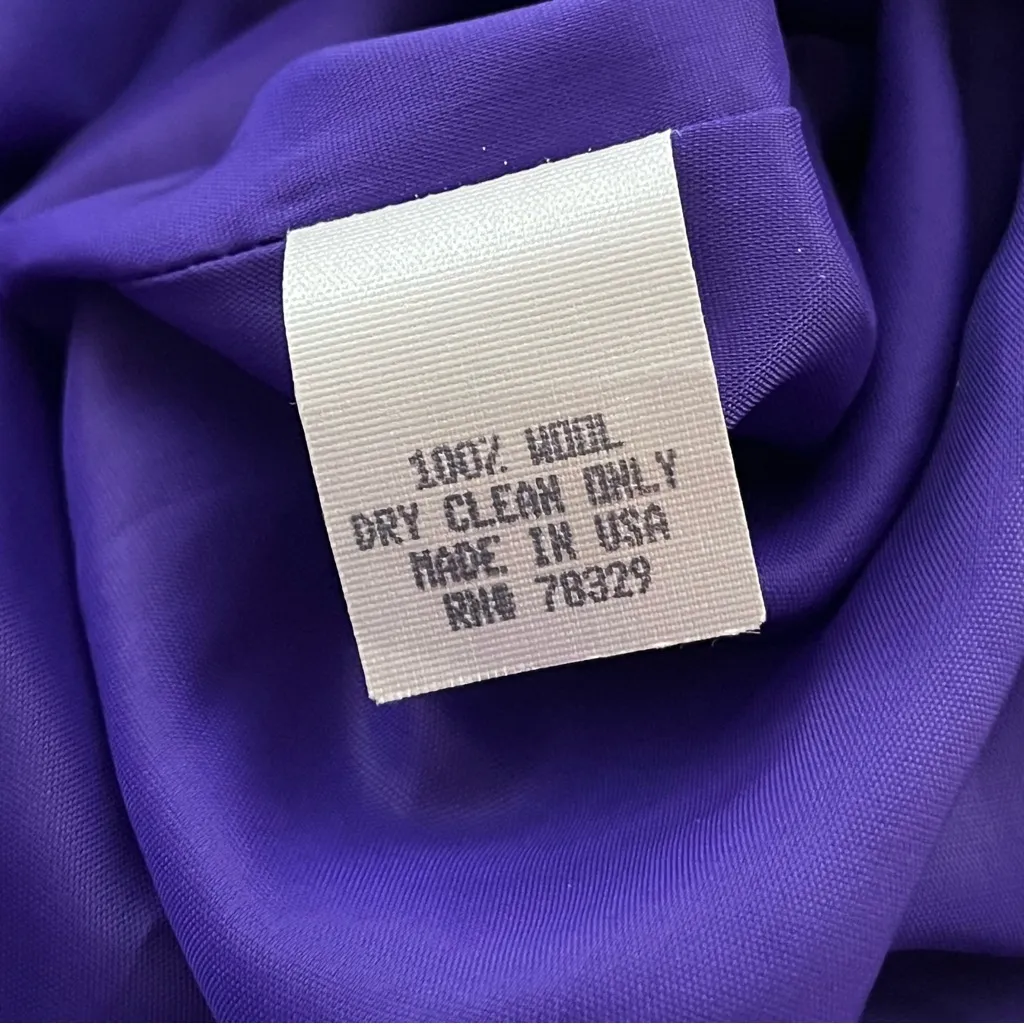 100% WOOL
DRY CLEAN ONLY
MADE IN USA
RN# 78329